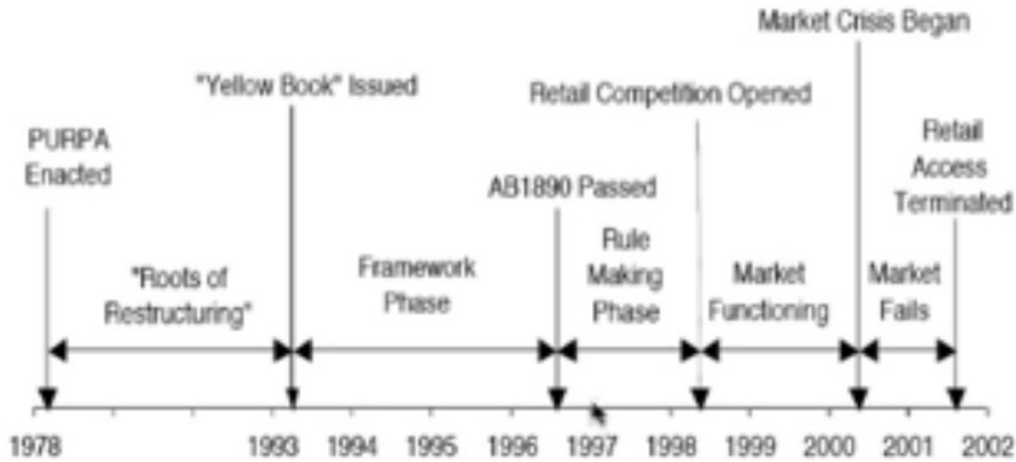 Market Crisis Began
"Yellow Book" Issued
Retail Competition Opened
PURPA
Enacted
Retail
Access
Terminated
AB1890 Passed
"Roots of
Restructuring"
Framework
Phase
Rule
Making
Phase
Market
Functioning
Market
Fails
1978 1993 1994 1995 1996 1997 1998 1999 2000 2001 2002